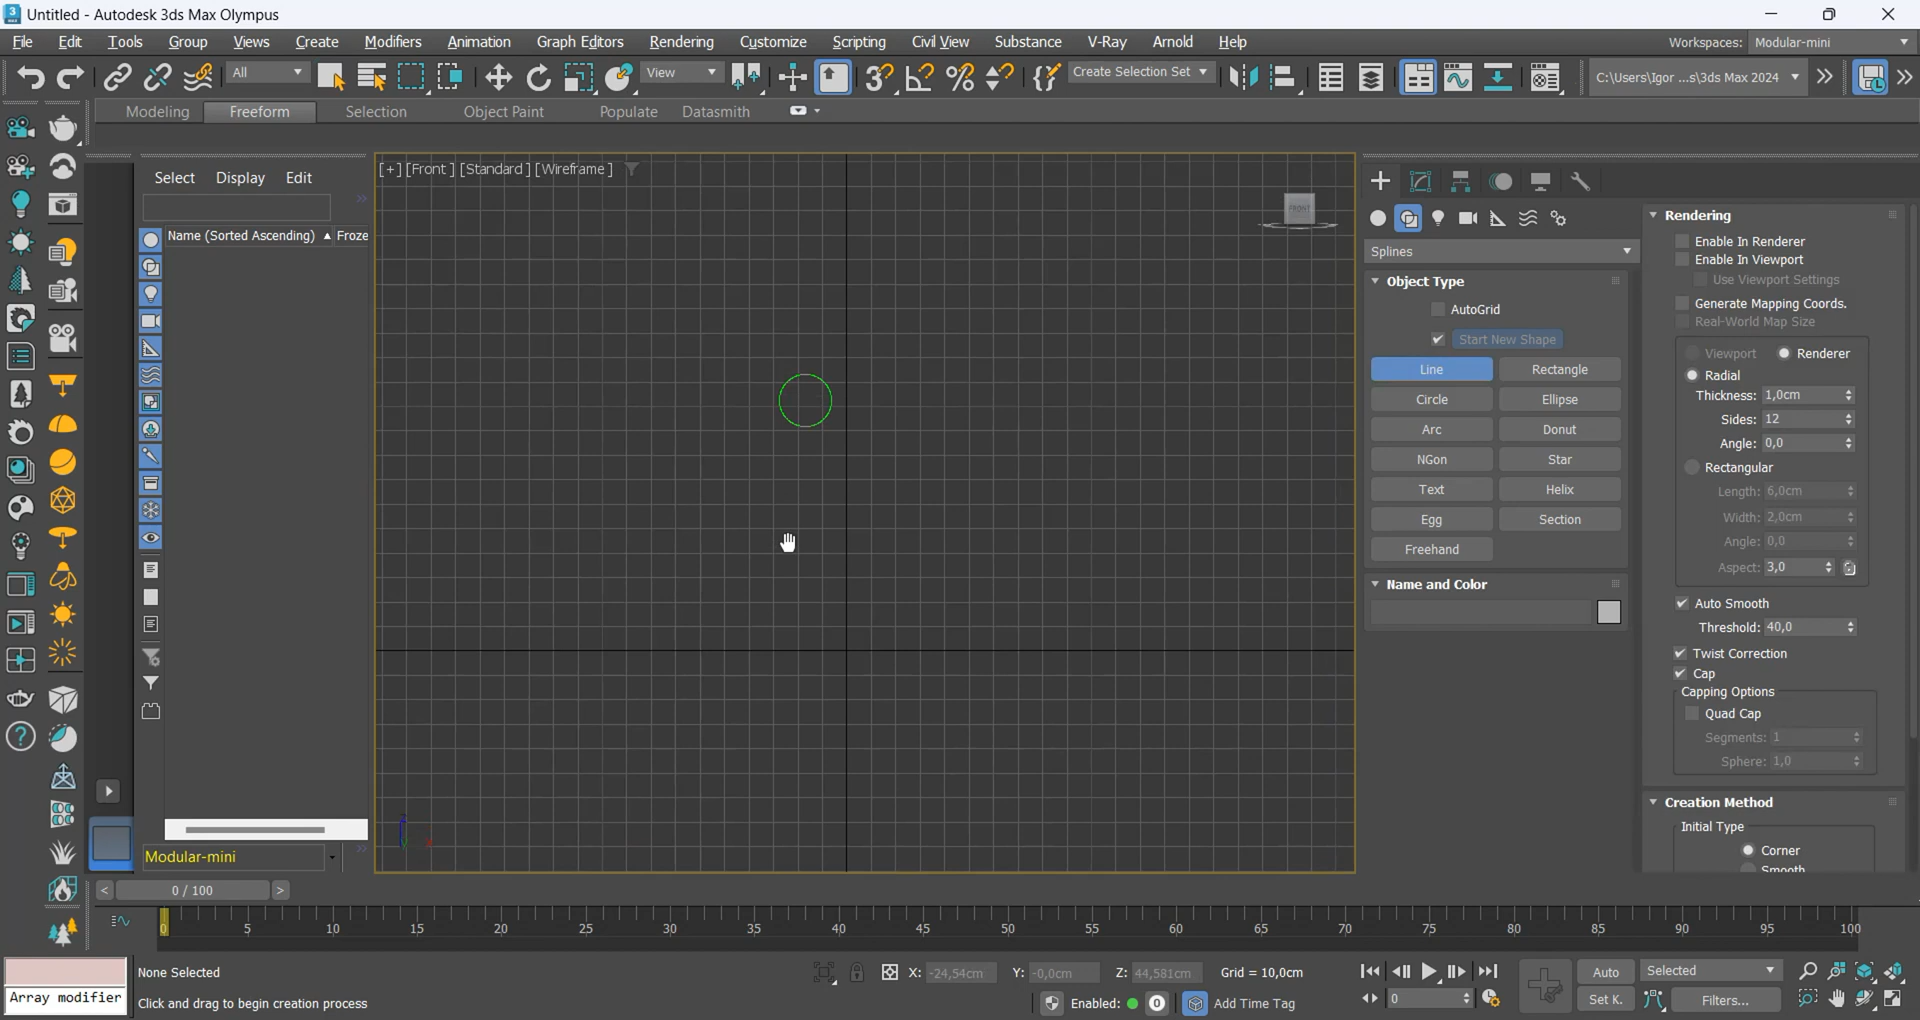 Untitled - Autodesk 3ds Max Olympus
File Edit Tools Group Views Create Modifiers Animation Graph Editors Rendering Customize Scripting Civil View Substance V-Ray Arnold Help Workspaces: Modular-mini
All View Create Selection Set C:\Users\Igor ...s\3ds Max 2024
Modeling Freeform Selection Object Paint Populate Datasmith
Select Display Edit
Name (Sorted Ascending) Froze
[+] [Front ] [Standard ] [Wireframe ]
FRONT
Splines
Object Type
AutoGrid
Start New Shape
Line Rectangle
Circle Ellipse
Arc Donut
NGon Star
Text Helix
Egg Section
Freehand
Name and Color
Rendering
Enable In Renderer
Enable In Viewport
Use Viewport Settings
Generate Mapping Coords.
Real-World Map Size
Viewport Renderer
Radial
Thickness: 1,0cm
Sides: 12
Angle: 0,0
Rectangular
Length: 6,0cm
Width: 2,0cm
Angle: 0,0
Aspect: 3,0
Auto Smooth
Threshold: 40,0
Twist Correction
Cap
Capping Options
Quad Cap
Segments: 1
Sphere: 1,0
Creation Method
Initial Type
Corner
Smooth
Modular-mini
< 0 / 100 >
0 5 10 15 20 25 30 35 40 45 50 55 60 65 70 75 80 85 90 95 100
None Selected X: -24,54cm Y: -0,0cm Z: 44,581cm Grid = 10,0cm Auto Selected
Array modifier Click and drag to begin creation process Enabled: 0 Add Time Tag 0 Set K. Filters...